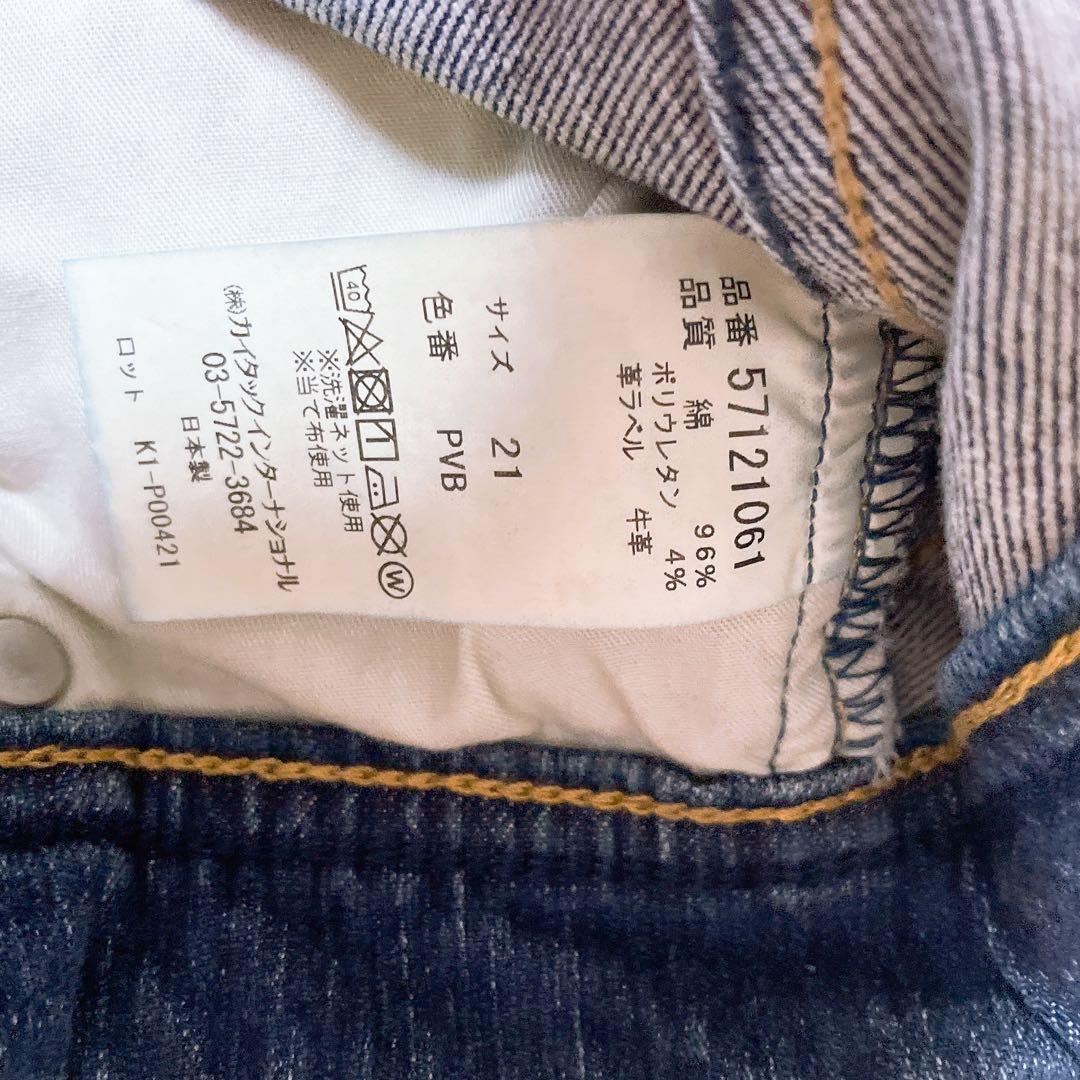 品番 57121061
品質 綿 96%
ポリウレタン 4%
革ラベル 牛革
サイズ 21
色番 PVB
40
W
※洗濯ネット使用
※当て布使用
(株)カイタックインターナショナル
03-5722-3684
日本製
ロット K1-P00421